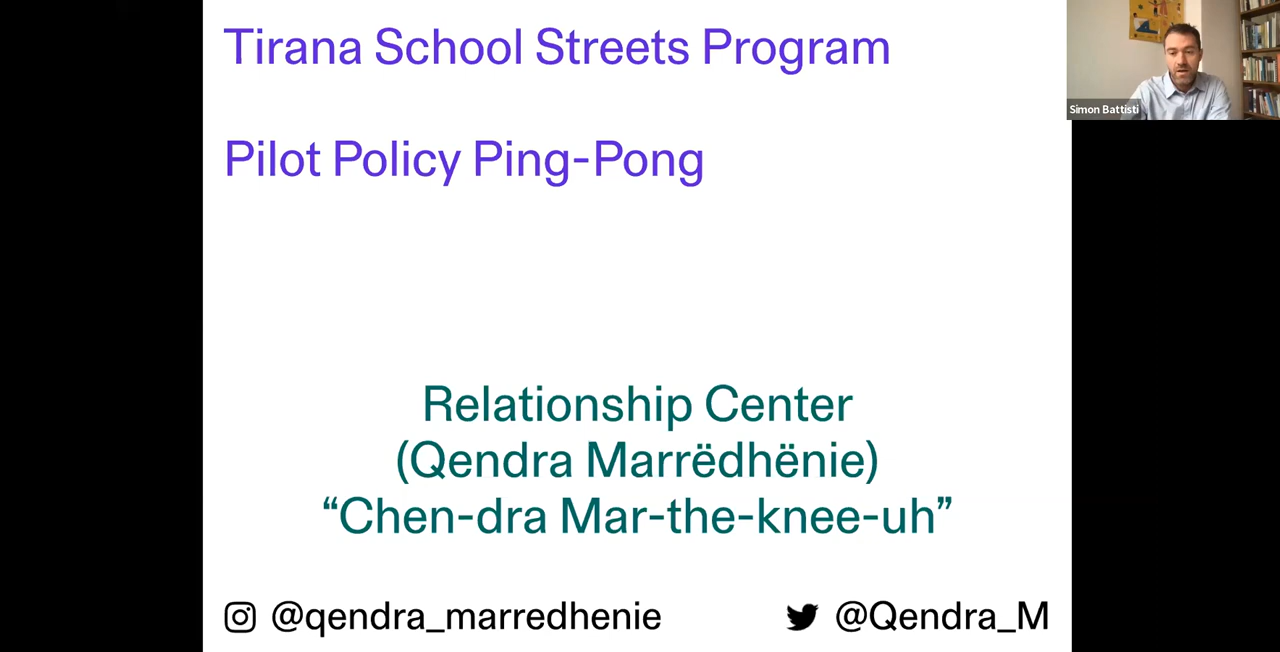 Tirana School Streets Program
Simon Battisti
Pilot Policy Ping-Pong
Relationship Center
(Qendra Marrëdhënie)
“Chen-dra Mar-the-knee-uh”
@qendra_marredhenie
@Qendra_M